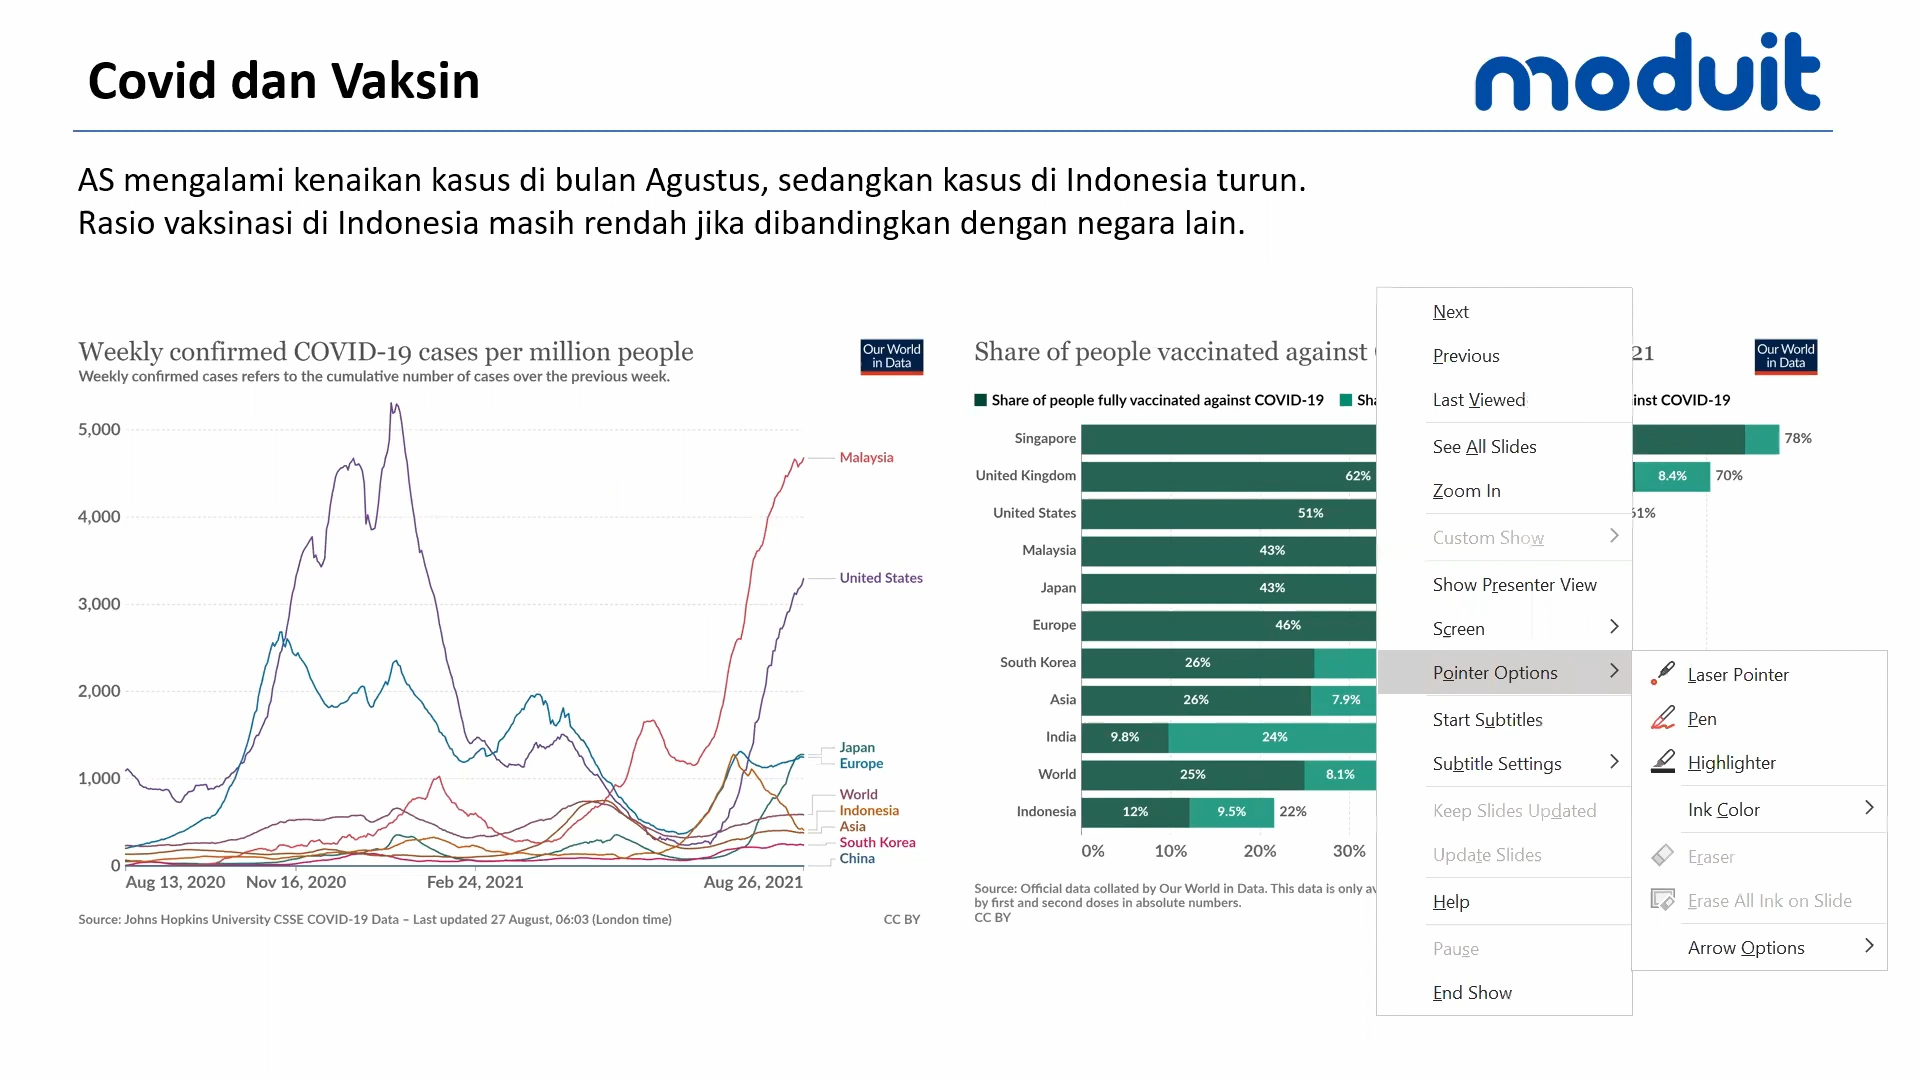 Covid dan Vaksin
moduit
AS mengalami kenaikan kasus di bulan Agustus, sedangkan kasus di Indonesia turun.
Rasio vaksinasi di Indonesia masih rendah jika dibandingkan dengan negara lain.
Weekly confirmed COVID-19 cases per million people
Weekly confirmed cases refers to the cumulative number of cases over the previous week.
Our World
in Data
5,000
4,000
3,000
2,000
1,000
0
Malaysia
United States
Japan
Europe
World
Indonesia
Asia
South Korea
China
Aug 13, 2020
Nov 16, 2020
Feb 24, 2021
Aug 26, 2021
Source: Johns Hopkins University CSSE COVID-19 Data – Last updated 27 August, 06:03 (London time)
CC BY
Share of people vaccinated against
21
Our World
in Data
Share of people fully vaccinated against COVID-19
COVID-19
Singapore 78%
United Kingdom 62% 8.4% 70%
United States 51%
Malaysia 43%
Japan 43%
Europe 46%
South Korea 26%
Asia 26% 7.9%
India 9.8% 24%
World 25% 8.1%
Indonesia 12% 9.5% 22%
0% 10% 20% 30%
Source: Official data collated by Our World in Data. This data is only
by first and second doses in absolute numbers.
CC BY
Next
Previous
Last Viewed
See All Slides
Zoom In
Custom Show
Show Presenter View
Screen
Pointer Options
Start Subtitles
Subtitle Settings
Keep Slides Updated
Update Slides
Help
Pause
End Show
Laser Pointer
Pen
Highlighter
Ink Color
Eraser
Erase All Ink on Slide
Arrow Options